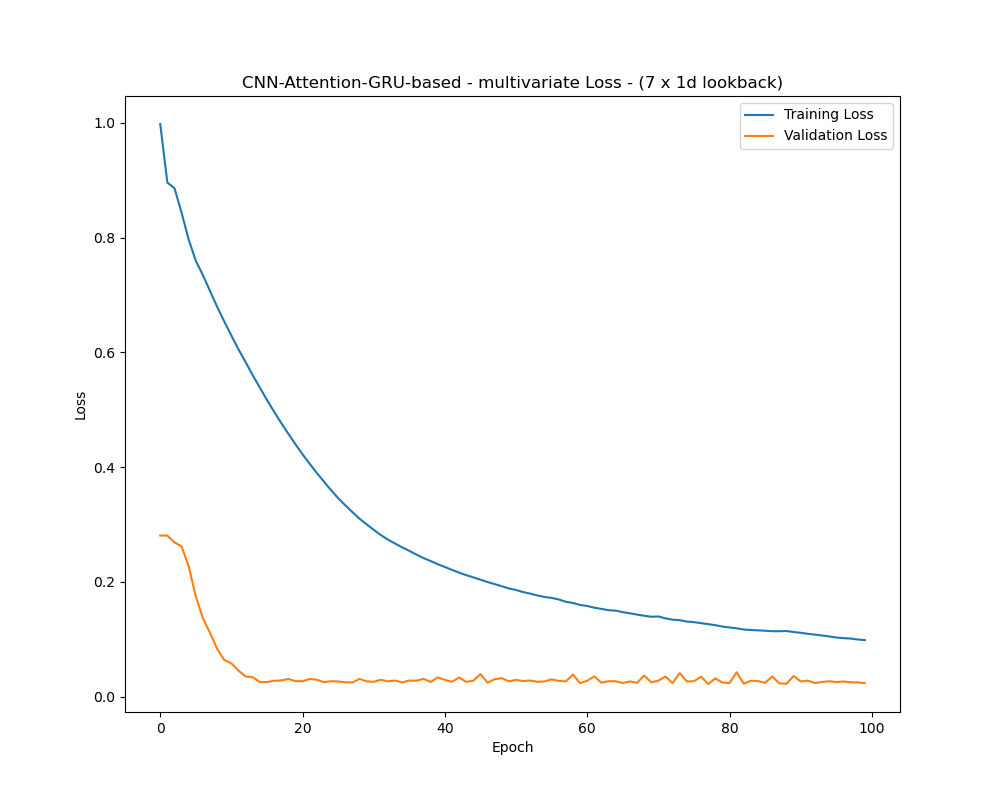 CNN-Attention-GRU-based - multivariate Loss - (7 x 1d lookback)
Training Loss
Validation Loss
1.0
0.8
0.6
0.4
0.2
0.0
Loss
0 20 40 60 80 100
Epoch